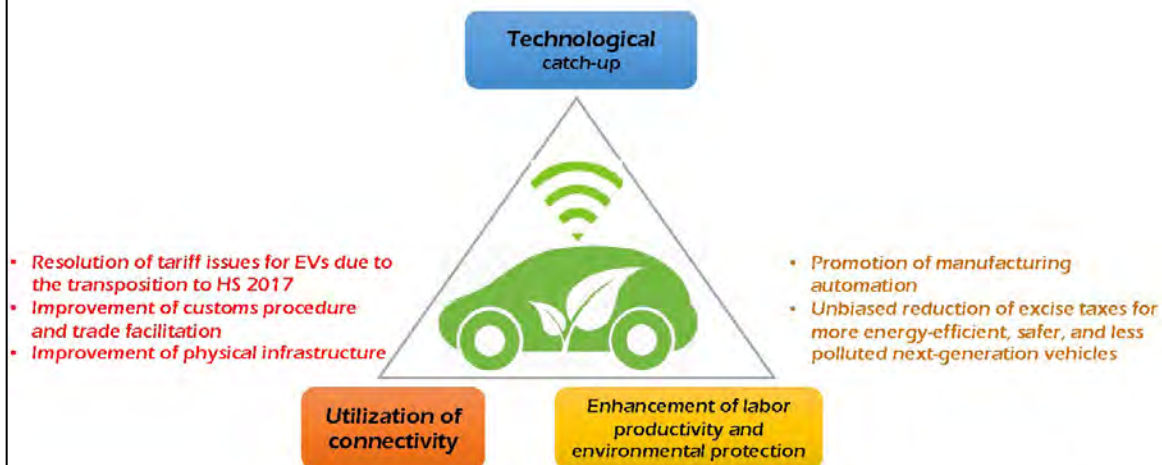 Technological
catch-up
• Resolution of tariff issues for EVs due to
the transposition to HS 2017
• Improvement of customs procedure
and trade facilitation
• Improvement of physical infrastructure
• Promotion of manufacturing
automation
• Unbiased reduction of excise taxes for
more energy-efficient, safer, and less
polluted next-generation vehicles
Utilization of
connectivity
Enhancement of labor
productivity and
environmental protection